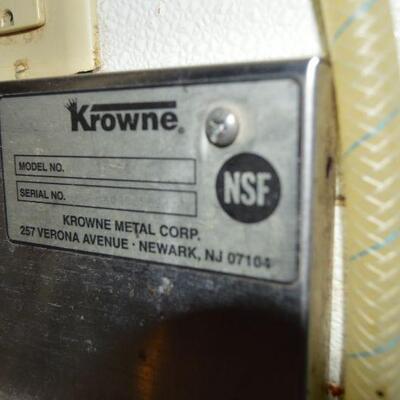 Krowne®
MODEL NO.
SERIAL NO.
NSF
KROWNE METAL CORP.
257 VERONA AVENUE · NEWARK, NJ 07104